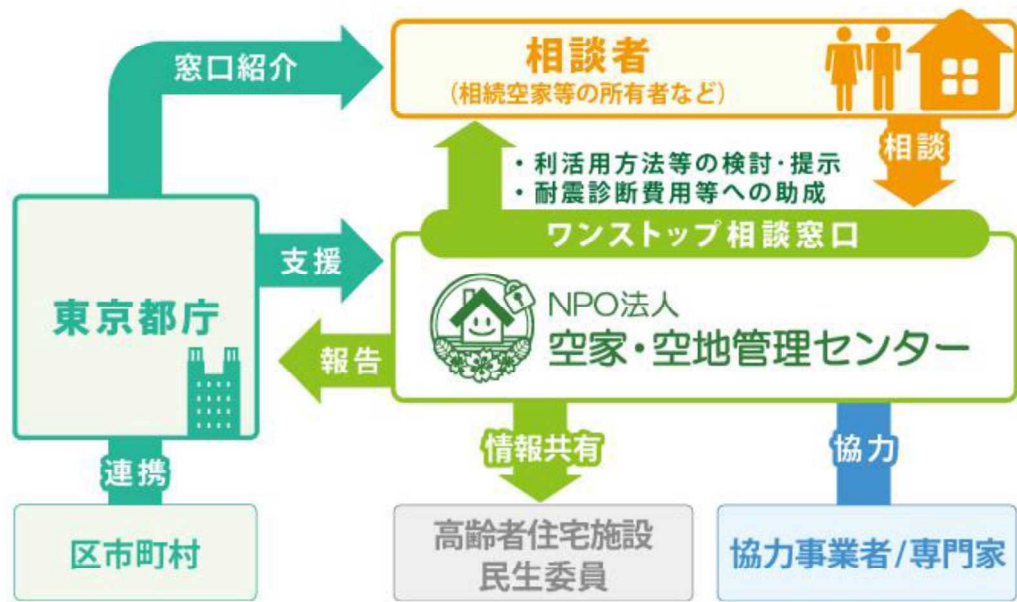 窓口紹介
相談者
(相続空家等の所有者など)
相談
・利活用方法等の検討・提示
・耐震診断費用等への助成
ワンストップ相談窓口
支援
東京都庁
NPO法人
空家・空地管理センター
報告
連携
情報共有
協力
区市町村
高齢者住宅施設
民生委員
協力事業者/専門家